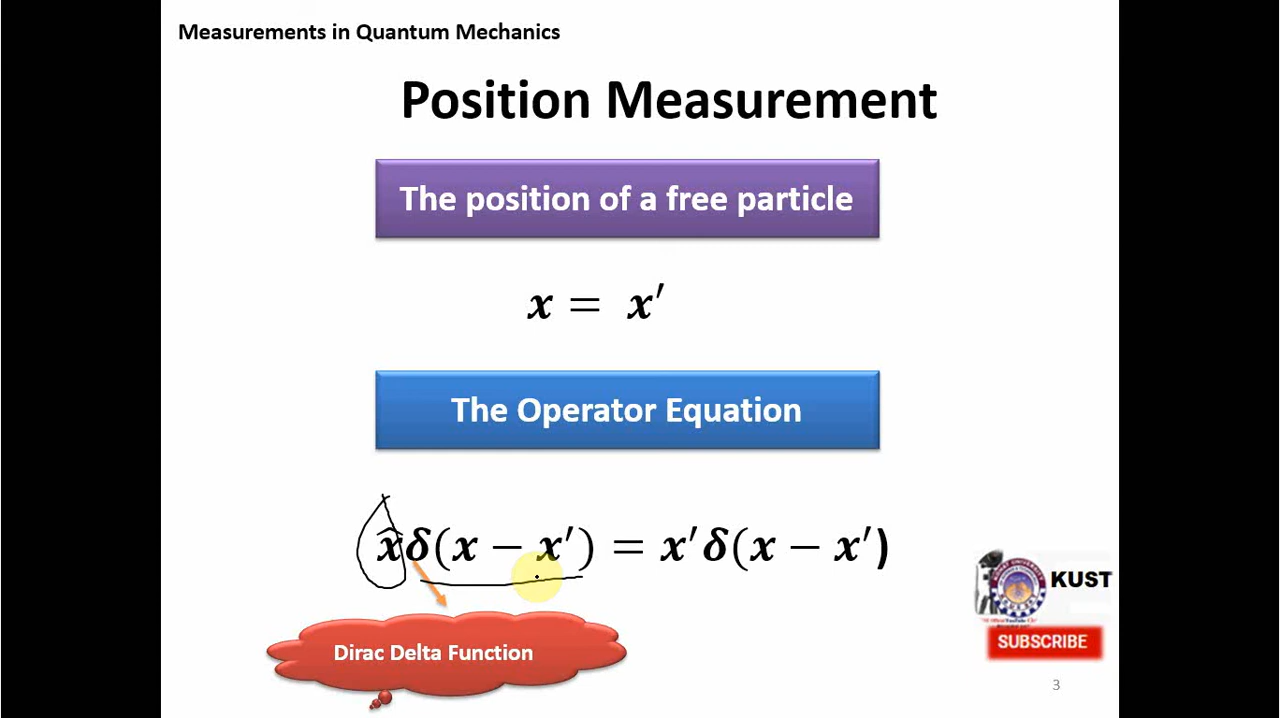 Measurements in Quantum Mechanics
Position Measurement
The position of a free particle
x = x′
The Operator Equation
x̂δ(x − x′) = x′δ(x − x′)
Dirac Delta Function
KUST
SUBSCRIBE
3